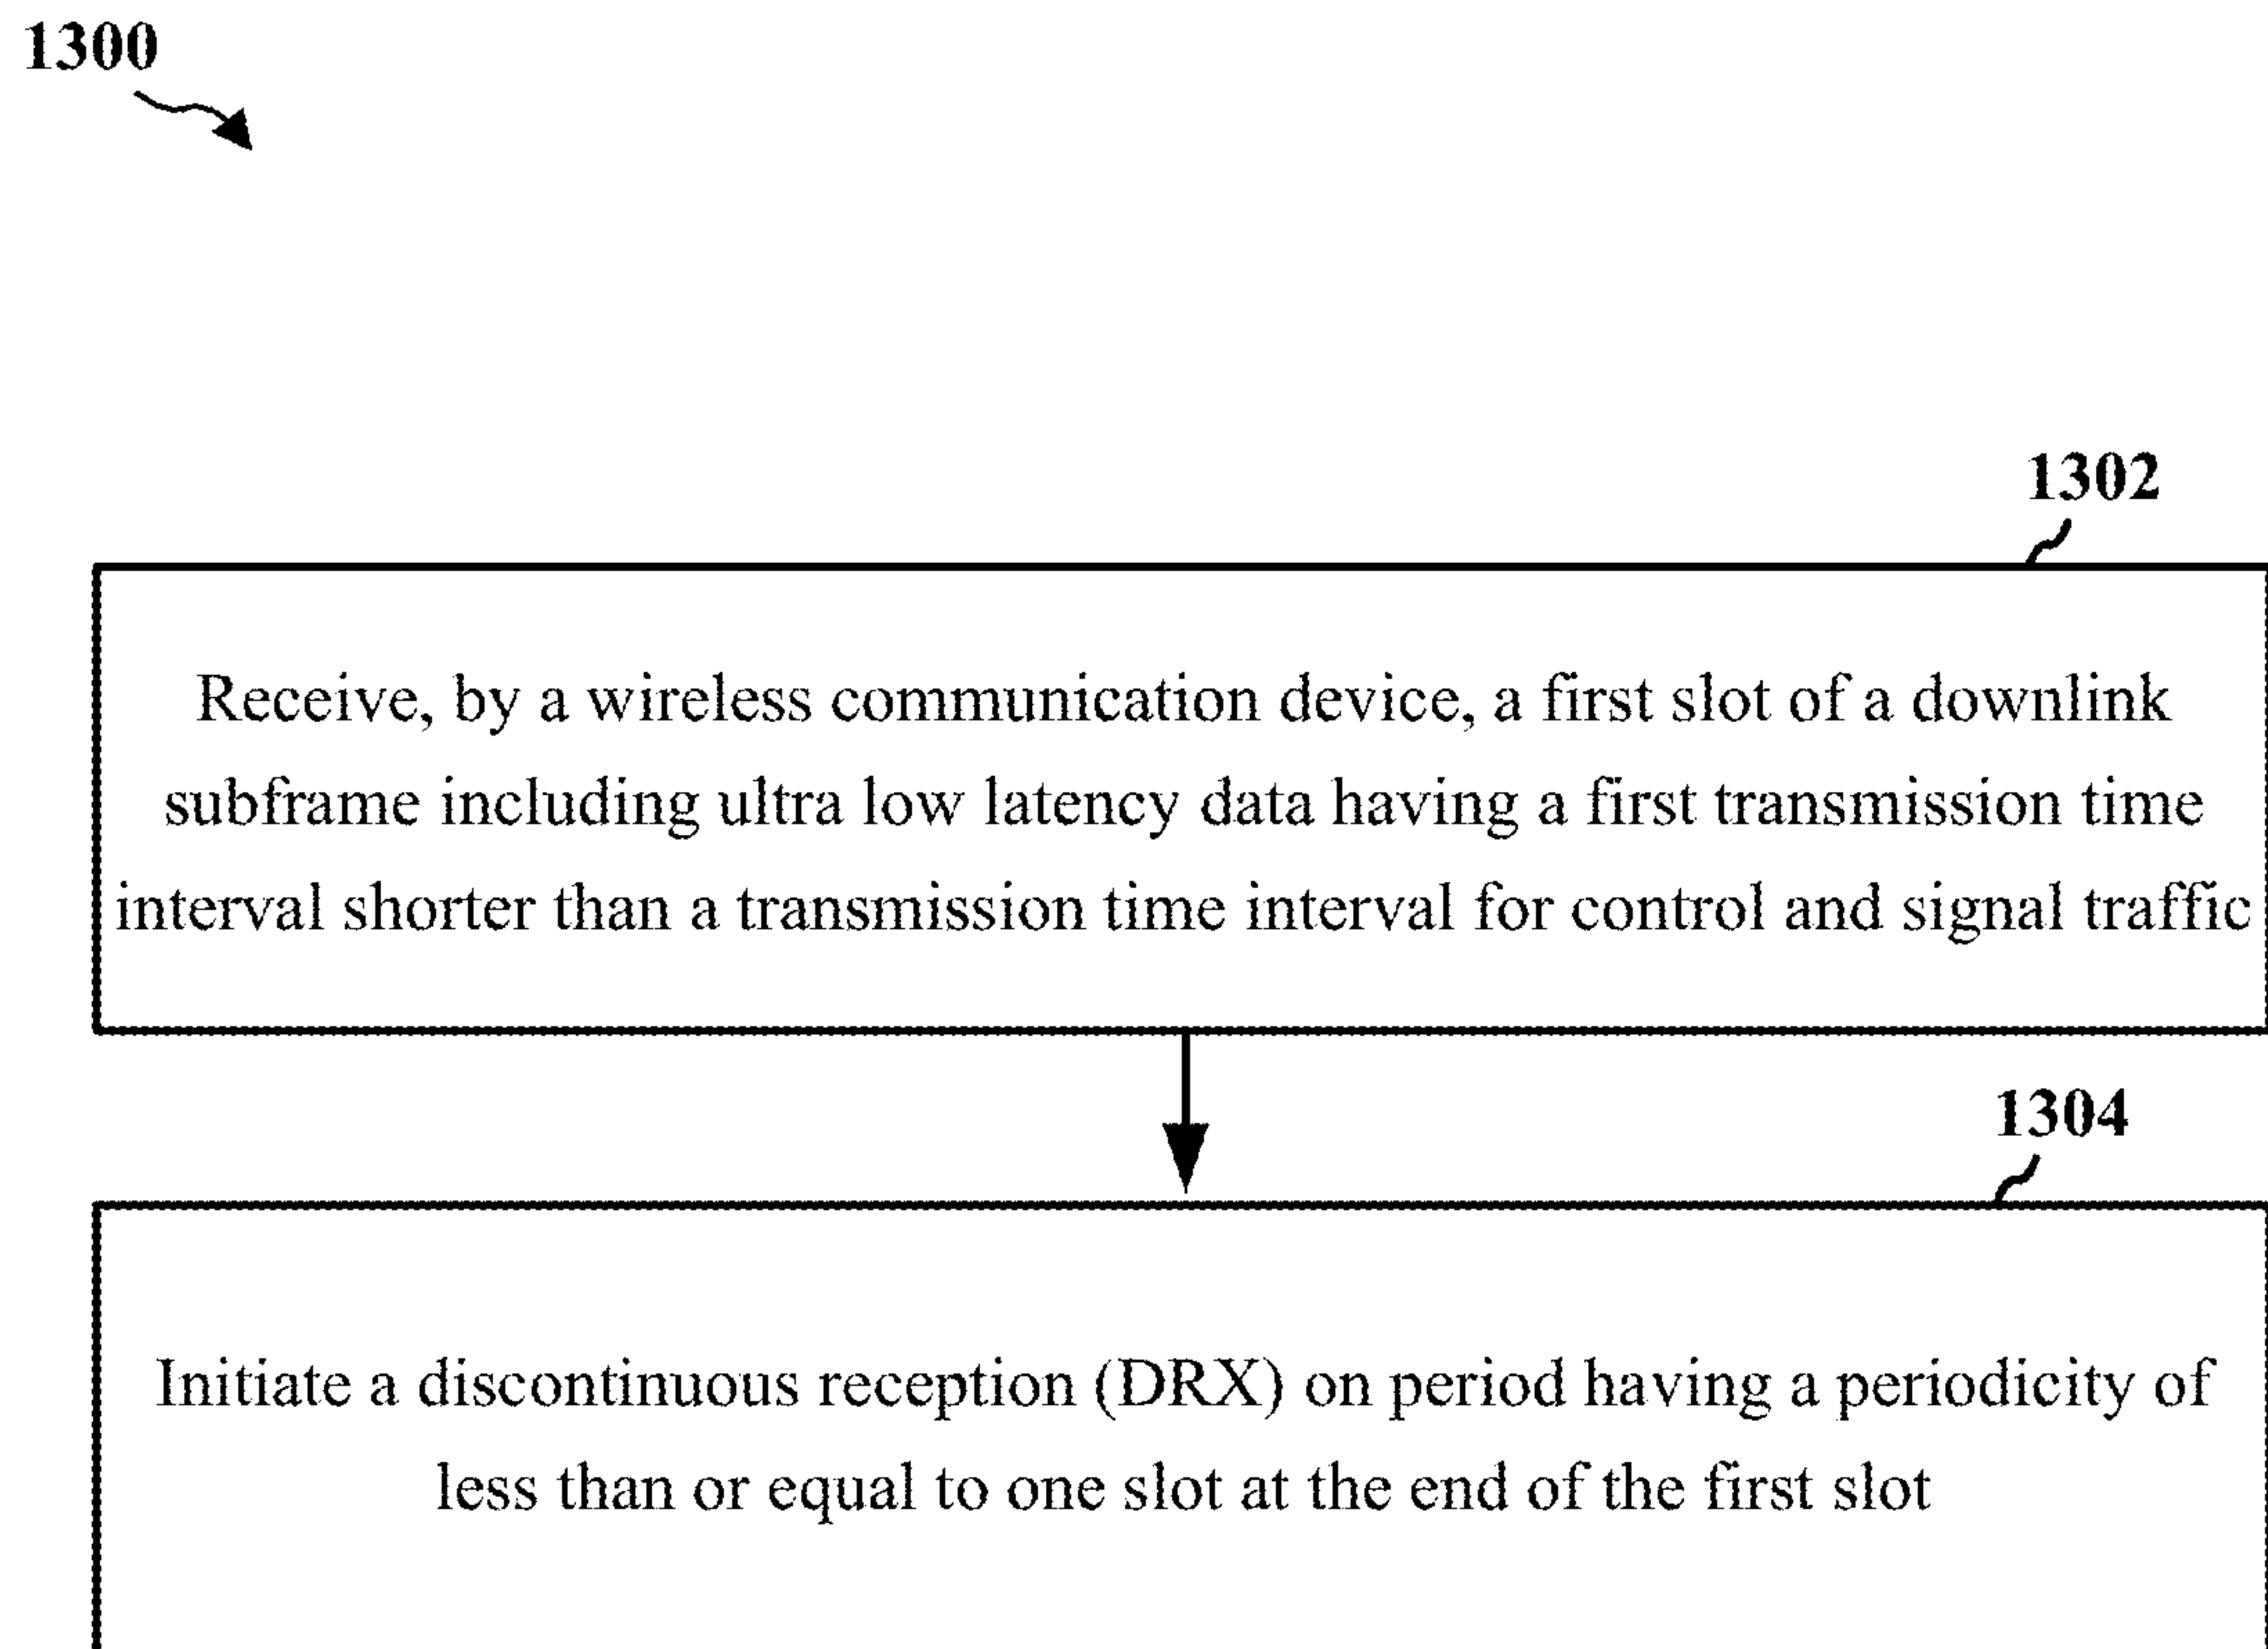 1300
1302
Receive, by a wireless communication device, a first slot of a downlink
subframe including ultra low latency data having a first transmission time
interval shorter than a transmission time interval for control and signal traffic
1304
Initiate a discontinuous reception (DRX) on period having a periodicity of
less than or equal to one slot at the end of the first slot